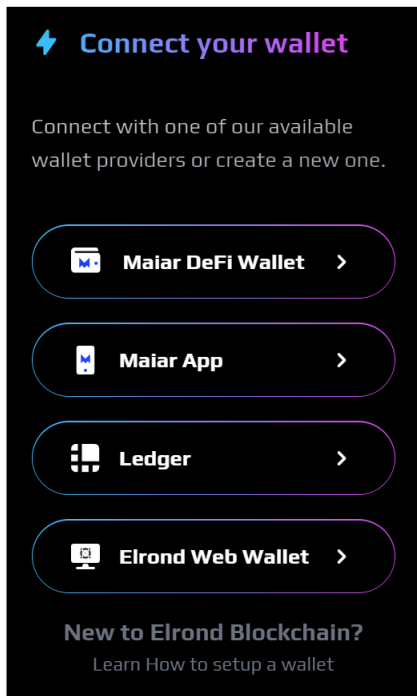 Connect your wallet
Connect with one of our available
wallet providers or create a new one.
Maiar DeFi Wallet
Maiar App
Ledger
Elrond Web Wallet
New to Elrond Blockchain?
Learn How to setup a wallet